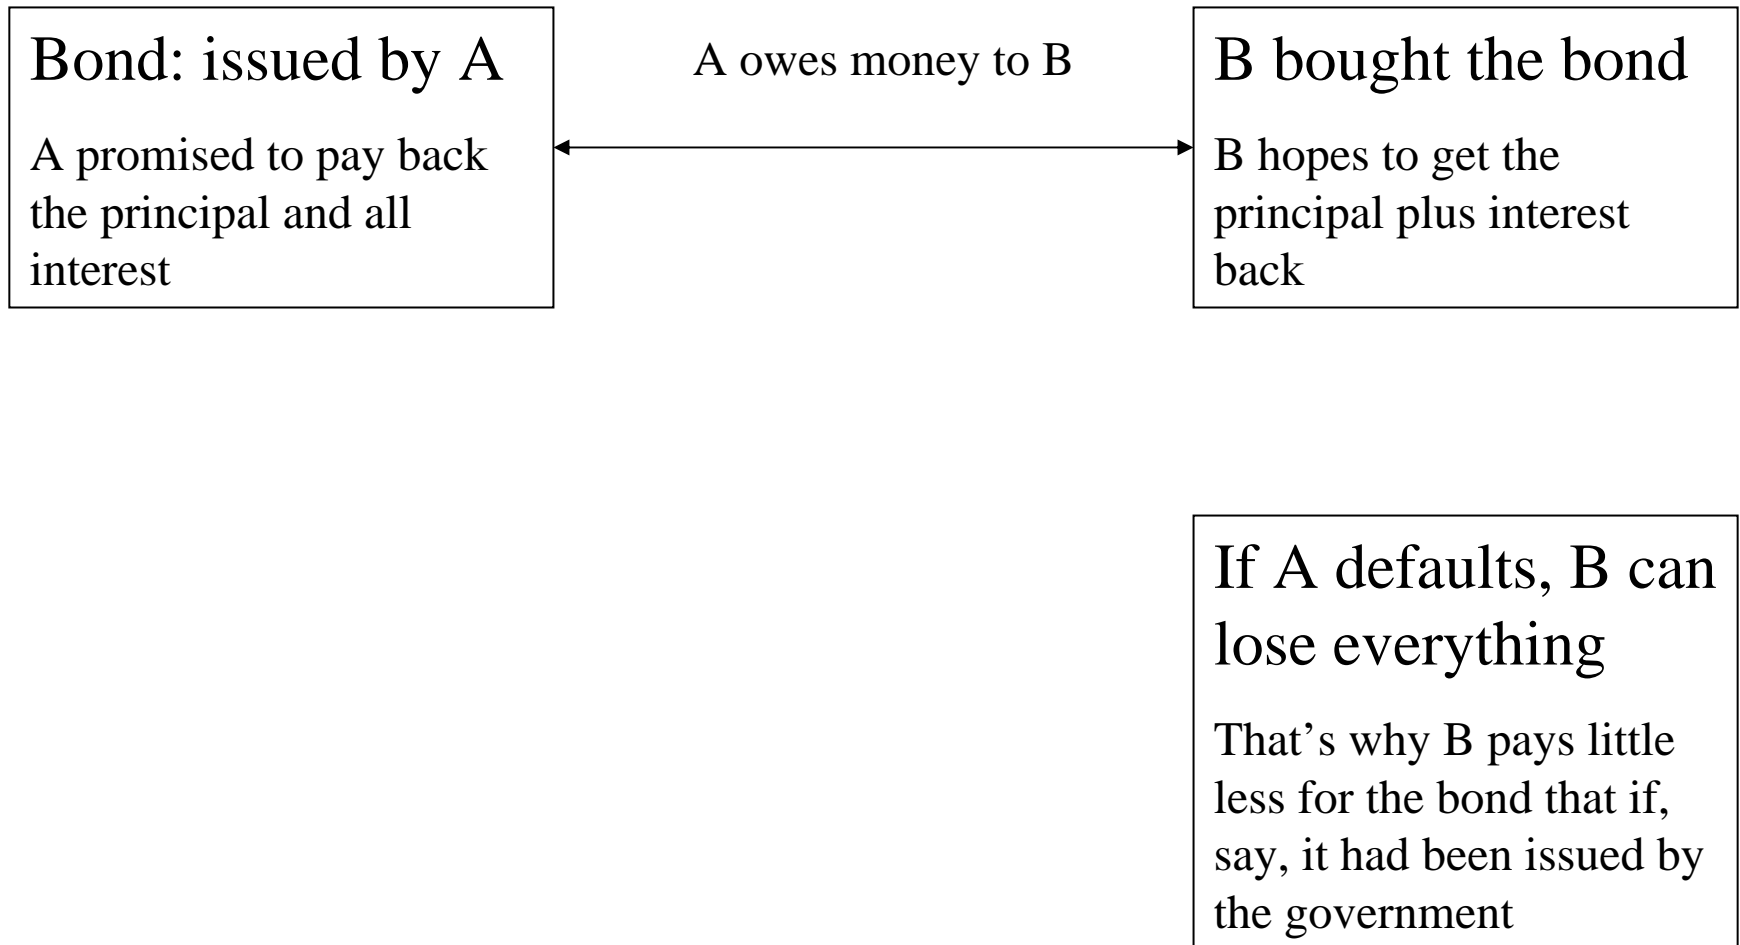 Bond: issued by A
A promised to pay back
the principal and all
interest
A owes money to B
B bought the bond
B hopes to get the
principal plus interest
back
If A defaults, B can
lose everything
That’s why B pays little
less for the bond that if,
say, it had been issued by
the government